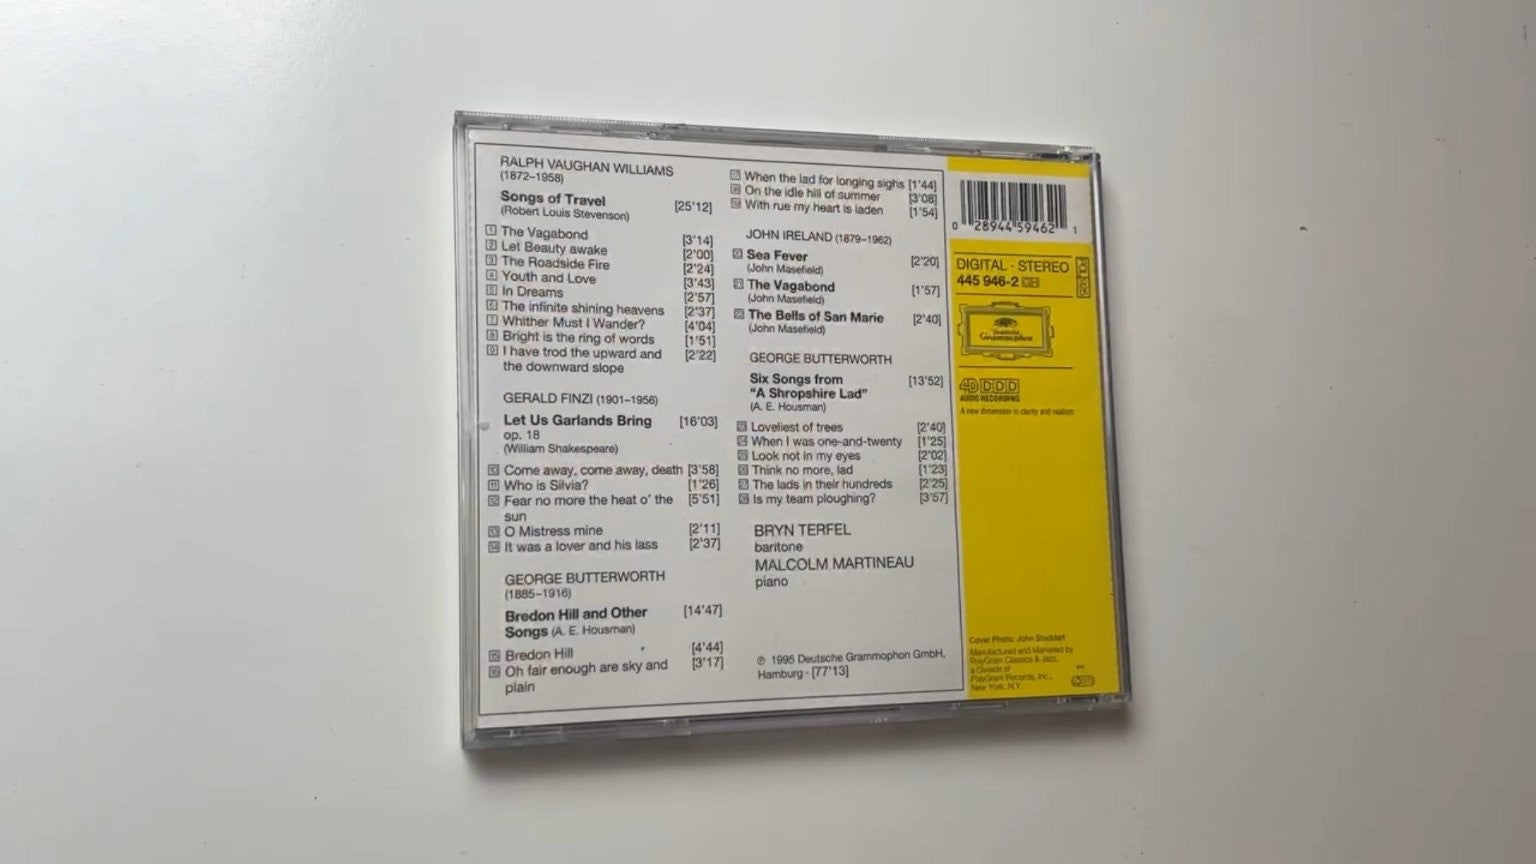 RALPH VAUGHAN WILLIAMS
(1872–1958)
Songs of Travel [25'12]
(Robert Louis Stevenson)
1 The Vagabond [3'14]
2 Let Beauty awake [2'00]
3 The Roadside Fire [2'24]
4 Youth and Love [3'43]
5 In Dreams [2'57]
6 The infinite shining heavens [2'37]
7 Whither Must I Wander? [4'04]
8 Bright is the ring of words [1'51]
9 I have trod the upward and [2'22]
the downward slope
GERALD FINZI (1901–1956)
Let Us Garlands Bring [16'03]
op. 18
(William Shakespeare)
10 Come away, come away, death [3'58]
11 Who is Silvia? [1'26]
12 Fear no more the heat o' the [5'51]
sun
13 O Mistress mine [2'11]
14 It was a lover and his lass [2'37]
GEORGE BUTTERWORTH
(1885–1916)
Bredon Hill and Other [14'47]
Songs (A. E. Housman)
15 Bredon Hill [4'44]
16 Oh fair enough are sky and [3'17]
plain
17 When the lad for longing sighs [1'44]
18 On the idle hill of summer [3'08]
19 With rue my heart is laden [1'54]
JOHN IRELAND (1879–1962)
20 Sea Fever [2'20]
(John Masefield)
21 The Vagabond [1'57]
(John Masefield)
22 The Bells of San Marie [2'40]
(John Masefield)
GEORGE BUTTERWORTH
Six Songs from [13'52]
"A Shropshire Lad"
(A. E. Housman)
23 Loveliest of trees [2'40]
24 When I was one-and-twenty [1'25]
25 Look not in my eyes [2'02]
26 Think no more, lad [1'23]
27 The lads in their hundreds [2'25]
28 Is my team ploughing? [3'57]
BRYN TERFEL
baritone
MALCOLM MARTINEAU
piano
℗ 1995 Deutsche Grammophon GmbH,
Hamburg · [77'13]
0 28944 59462 1
DIGITAL · STEREO
445 946-2 GH
Deutsche
Grammophon
4D DDD
AUDIO RECORDING
A new dimension in clarity and realism
Cover Photo: John Stoddart
Manufactured and Marketed by
PolyGram Classics & Jazz,
a Division of
PolyGram Records, Inc.,
New York, N.Y.